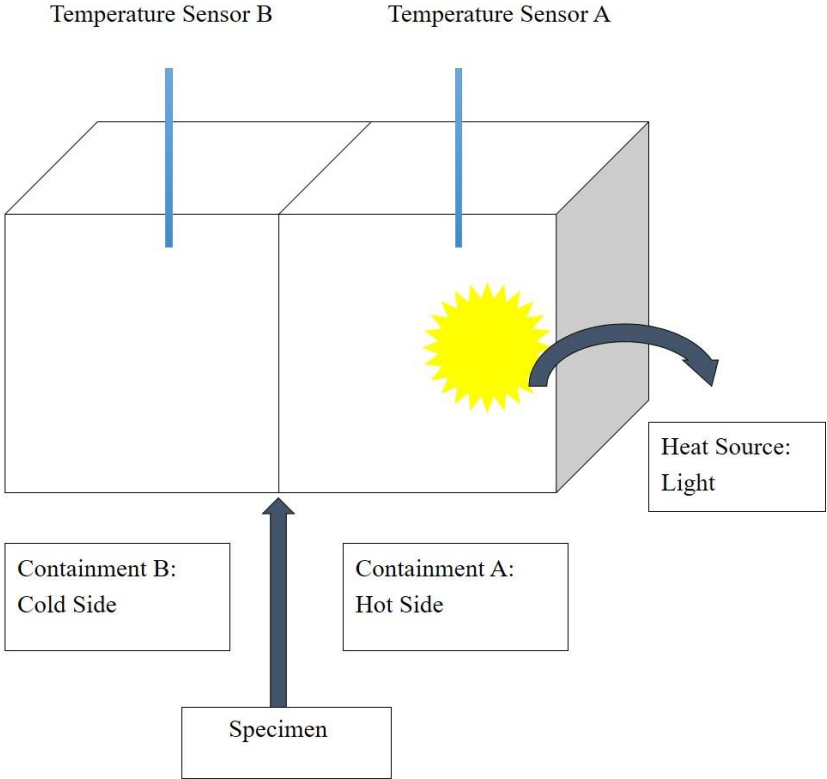 Temperature Sensor B
Temperature Sensor A
Heat Source:
Light
Containment B:
Cold Side
Containment A:
Hot Side
Specimen